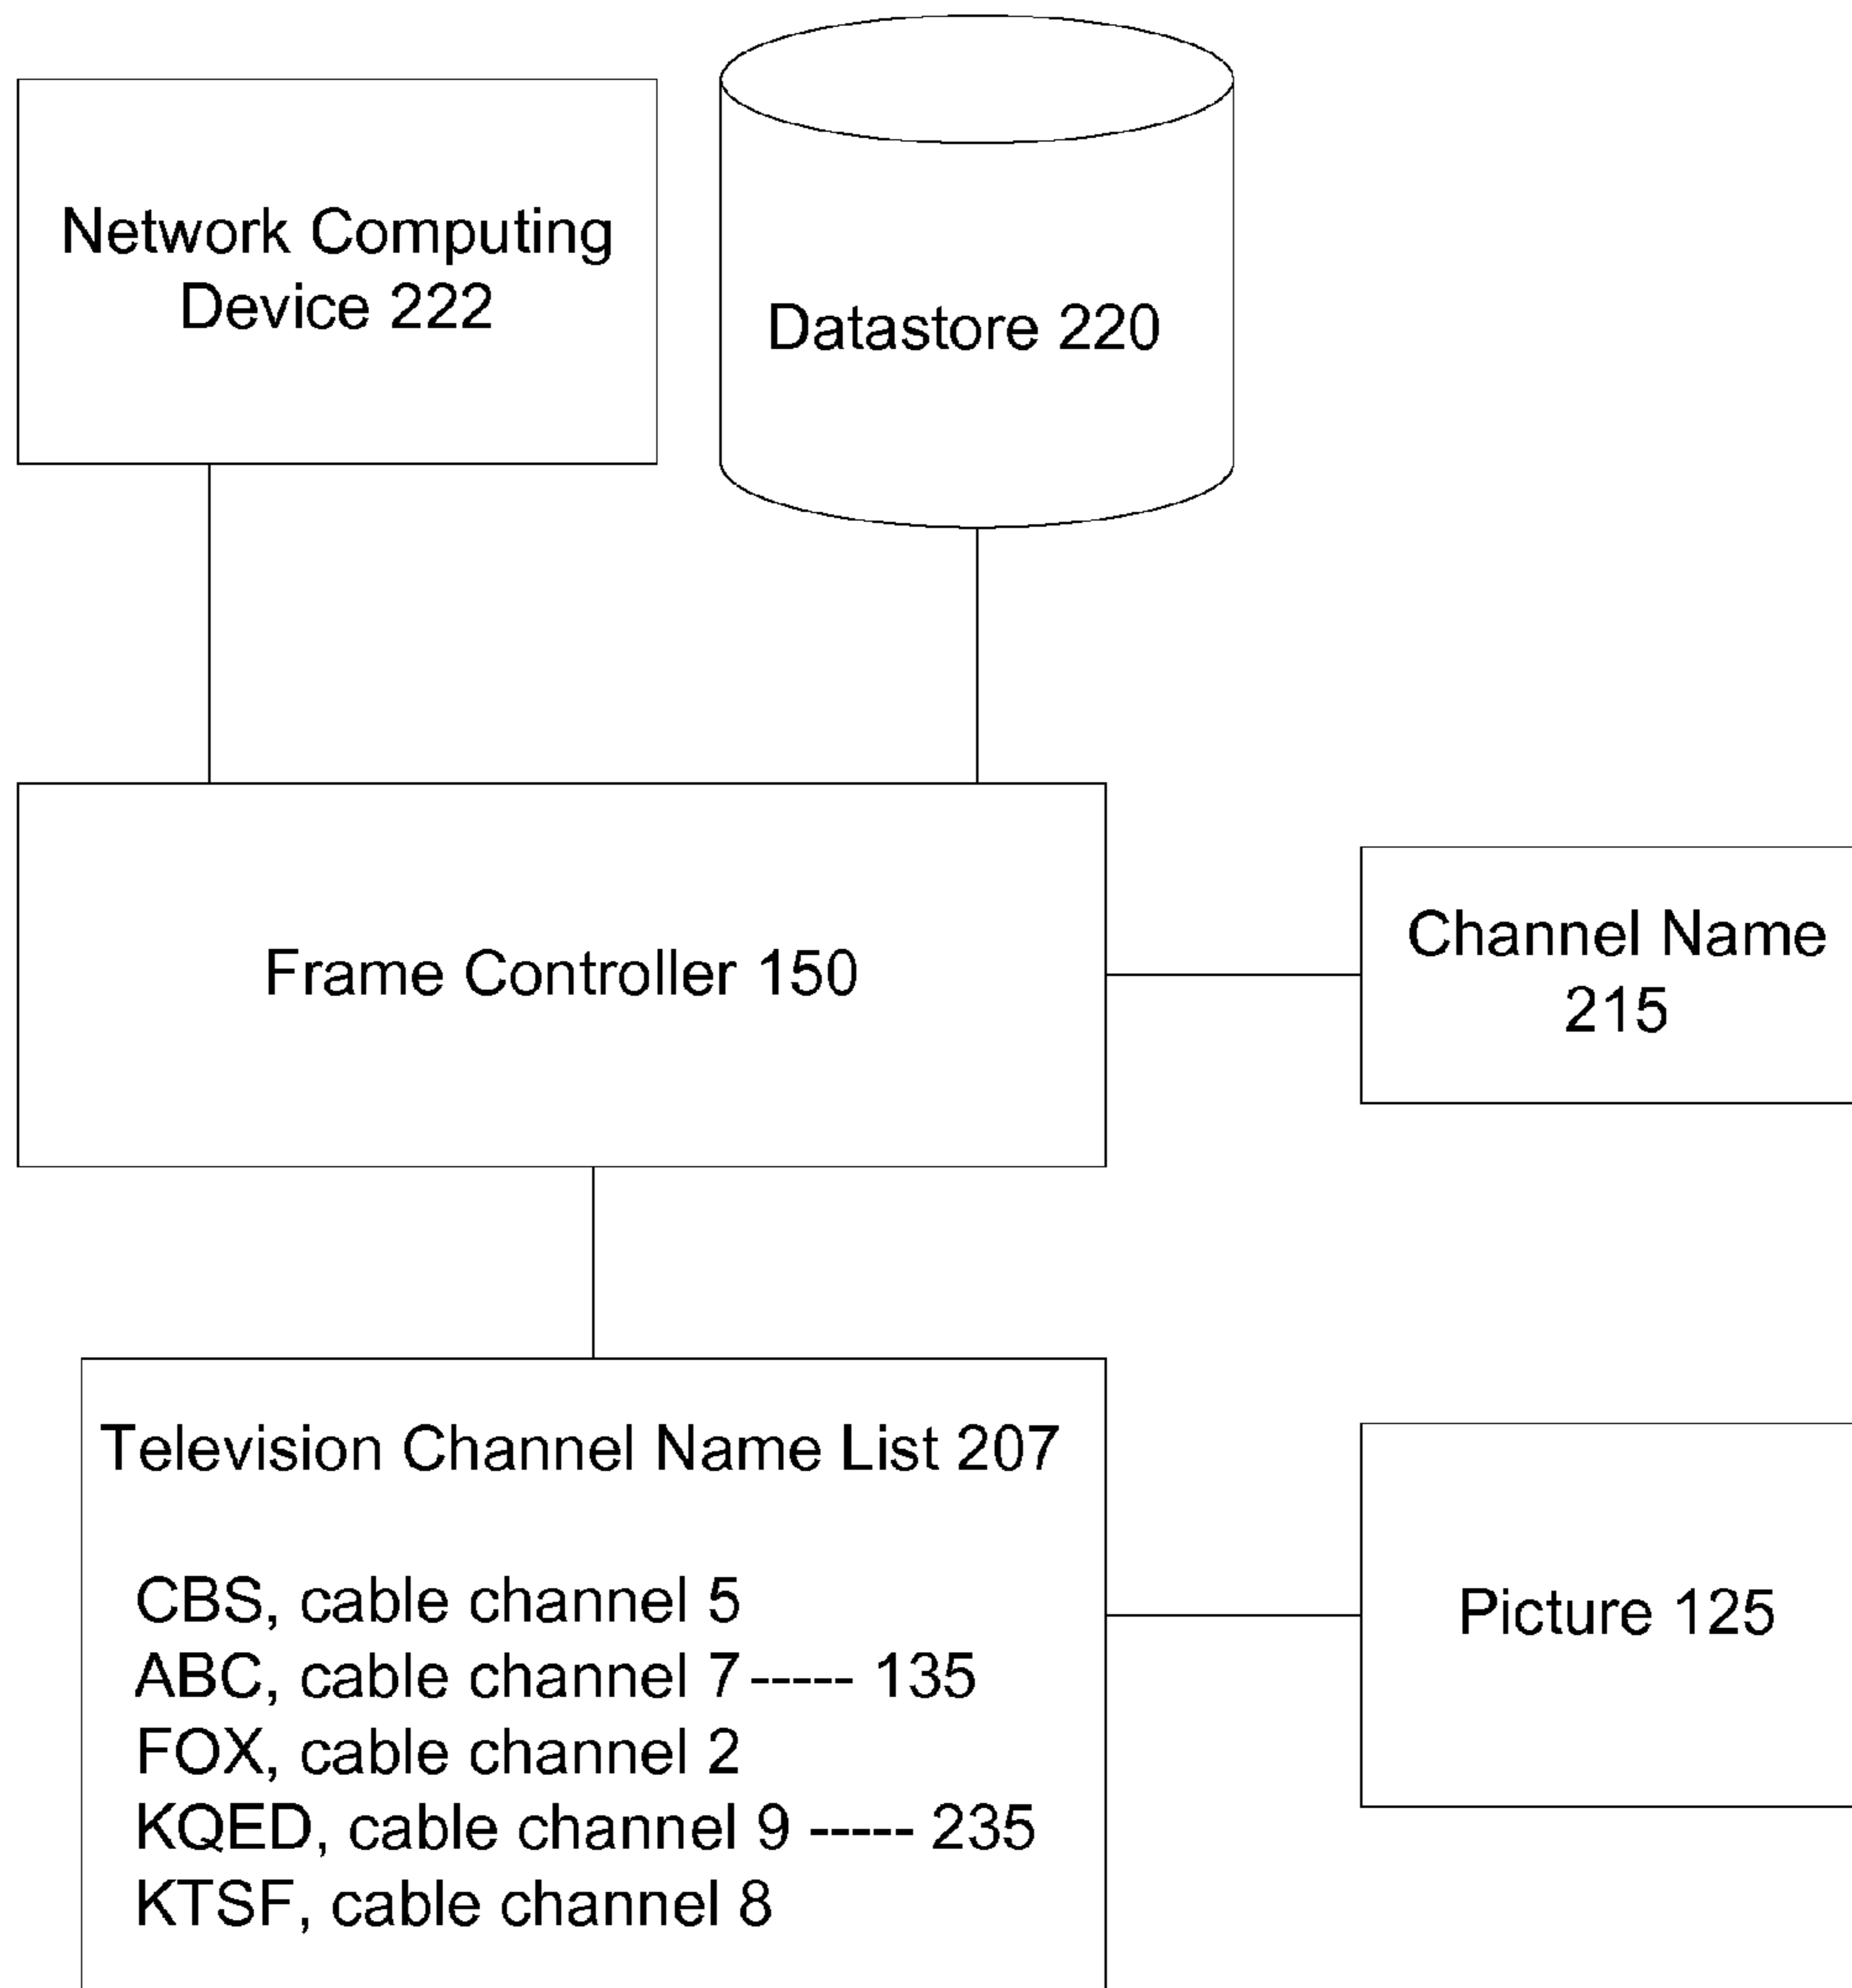 Network Computing
Device 222
Datastore 220
Frame Controller 150
Channel Name
215
Television Channel Name List 207
CBS, cable channel 5
ABC, cable channel 7 ----- 135
FOX, cable channel 2
KQED, cable channel 9 ----- 235
KTSF, cable channel 8
Picture 125